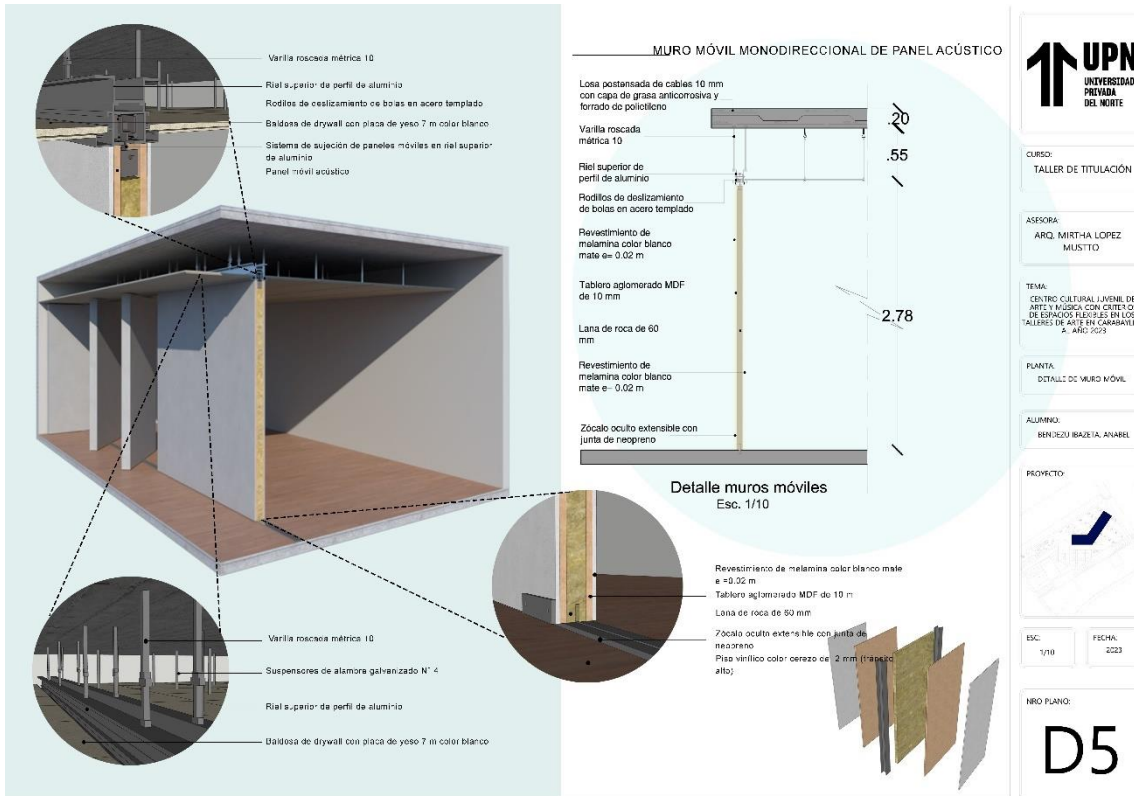 Varilla roscada métrica 10
Riel superior de perfil de aluminio
Rodillos de deslizamiento de bolas en acero templado
Baldosa de drywall con placa de yeso 7 m color blanco
Sistema de sujeción de paneles móviles en riel superior
de aluminio
Panel móvil acústico
Varilla roscada métrica 10
Suspensores de alambre galvanizado N° 4
Riel superior de perfil de aluminio
Baldosa de drywall con placa de yeso 7 m color blanco
MURO MÓVIL MONODIRECCIONAL DE PANEL ACÚSTICO
Losa postensada de cables 10 mm
con capa de grasa anticorrosiva y
forrado de polietileno
Varilla roscada
métrica 10
Riel superior de
perfil de aluminio
Rodillos de deslizamiento
de bolas en acero templado
Revestimiento de
melamina color blanco
mate e= 0.02 m
Tablero aglomerado MDF
de 10 mm
Lana de roca de 60
mm
Revestimiento de
melamina color blanco
mate e= 0.02 m
Zócalo oculto extensible con
junta de neopreno
.20
.55
2.78
Detalle muros móviles
Esc. 1/10
Revestimiento de melamina color blanco mate
e =0.02 m
Tablero aglomerado MDF de 10 m
Lana de roca de 60 mm
Zócalo oculto extensible con junta de
neopreno
Piso vinílico color cerezo de 2 mm (tránsito
alto)
UPN
UNIVERSIDAD
PRIVADA
DEL NORTE
CURSO:
TALLER DE TITULACIÓN
ASESORA:
ARQ. MIRTHA LOPEZ
MUSTTO
TEMA:
CENTRO CULTURAL JUVENIL DE
ARTE Y MÚSICA CON CRITERIOS
DE ESPACIOS FLEXIBLES EN LOS
TALLERES DE ARTE EN
AL AÑO 2023
PLANTA:
DETALLE DE MURO MÓVIL
ALUMNO:
BENDEZÚ IBAZETA, ANABEL
PROYECTO:
ESC:
1/10
FECHA:
2023
NRO PLANO:
D5